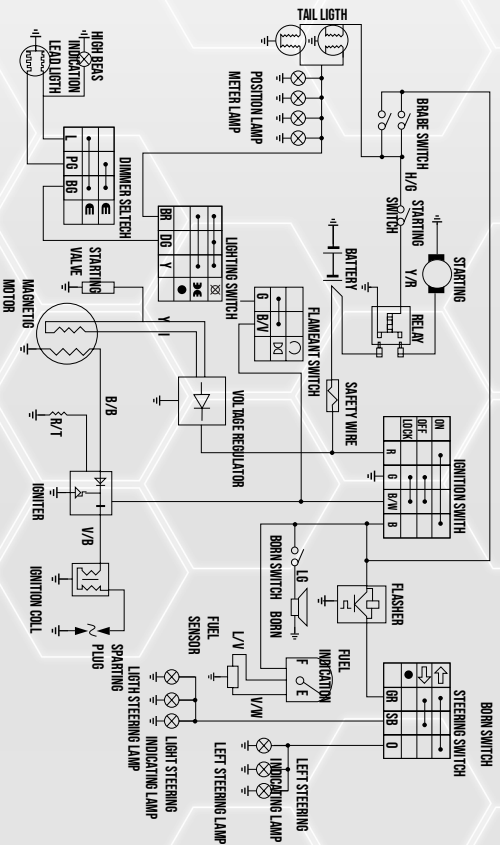 TAIL LIGTH
HIGH BEAS
INDICATION
LEAD LIGTH
POSITION LAMP
METER LAMP
BRABE SWITCH
H/G
STARTING
SWITCH
STARTING
Y/R
DIMMER SELTECH
L
PG
BG
LIGHTING SWITCH
BR
DG
Y
BATTERY
RELAY
STARTING
VALVE
FLAMEANT SWITCH
G
B/V
MAGNETIG
MOTOR
Y
I
VOLTAGE REGULATOR
SAFETY WIRE
IGNITION SWITH
ON
OFF
LOCK
R
G
B/W
B
B/B
R/T
IGNITER
V/B
IGNITION COLL
SPARTING
PLUG
BORN SWITCH
LG
BORN
FLASHER
FUEL
SENSOR
L/V
V/W
FUEL
INDICATION
F
E
BORN SWITCH
STEERING SWITCH
GR
SB
O
LIGTH STEERING LAMP
LIGHT STEERING
INDICATING LAMP
LEFT STEERING
INDICATING LAMP
LEFT STEERING LAMP